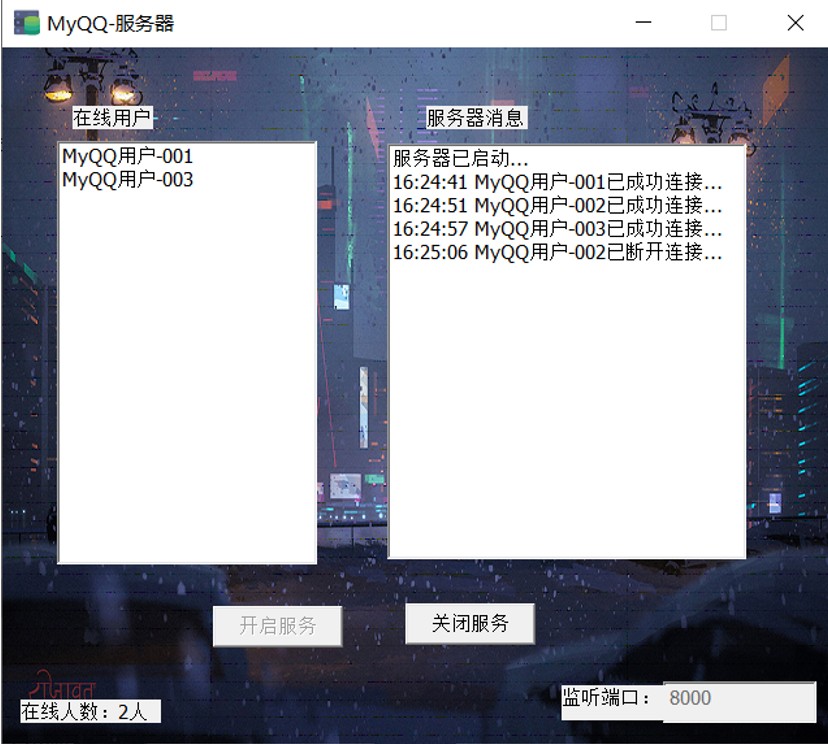 MyQQ-服务器
在线用户
服务器消息
MyQQ用户-001
MyQQ用户-003
服务器已启动...
16:24:41 MyQQ用户-001已成功连接...
16:24:51 MyQQ用户-002已成功连接...
16:24:57 MyQQ用户-003已成功连接...
16:25:06 MyQQ用户-002已断开连接...
开启服务
关闭服务
在线人数：2人
监听端口： 8000